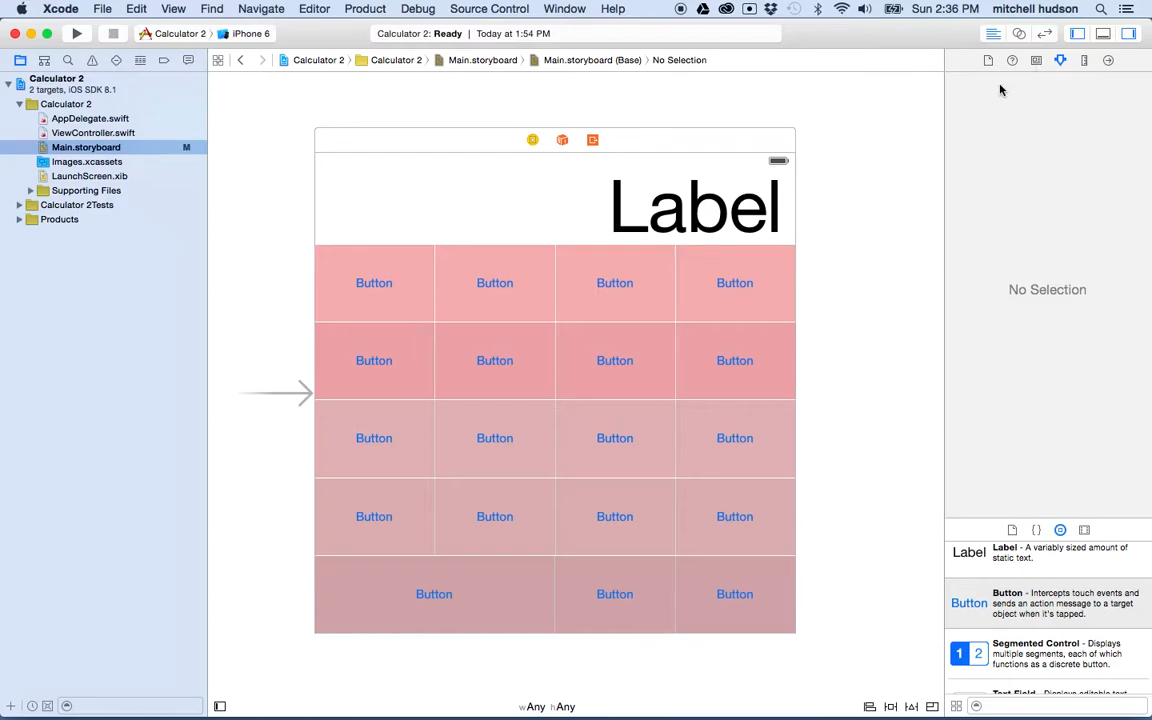 Xcode File Edit View Find Navigate Editor Product Debug Source Control Window Help Sun 2:36 PM mitchell hudson
Calculator 2 iPhone 6 Calculator 2: Ready | Today at 1:54 PM
Calculator 2 Calculator 2 Main.storyboard Main.storyboard (Base) No Selection
Calculator 2
2 targets, iOS SDK 8.1
Calculator 2
AppDelegate.swift
ViewController.swift
Main.storyboard M
Images.xcassets
LaunchScreen.xib
Supporting Files
Calculator 2Tests
Products
Label
Button Button Button Button
Button Button Button Button
Button Button Button Button
Button Button Button Button
Button Button Button
wAny hAny
No Selection
Label
Label - A variably sized amount of
static text.
Button
Button - Intercepts touch events and
sends an action message to a target
object when it's tapped.
1 2
Segmented Control - Displays
multiple segments, each of which
functions as a discrete button.
Text Field - Displays editable text